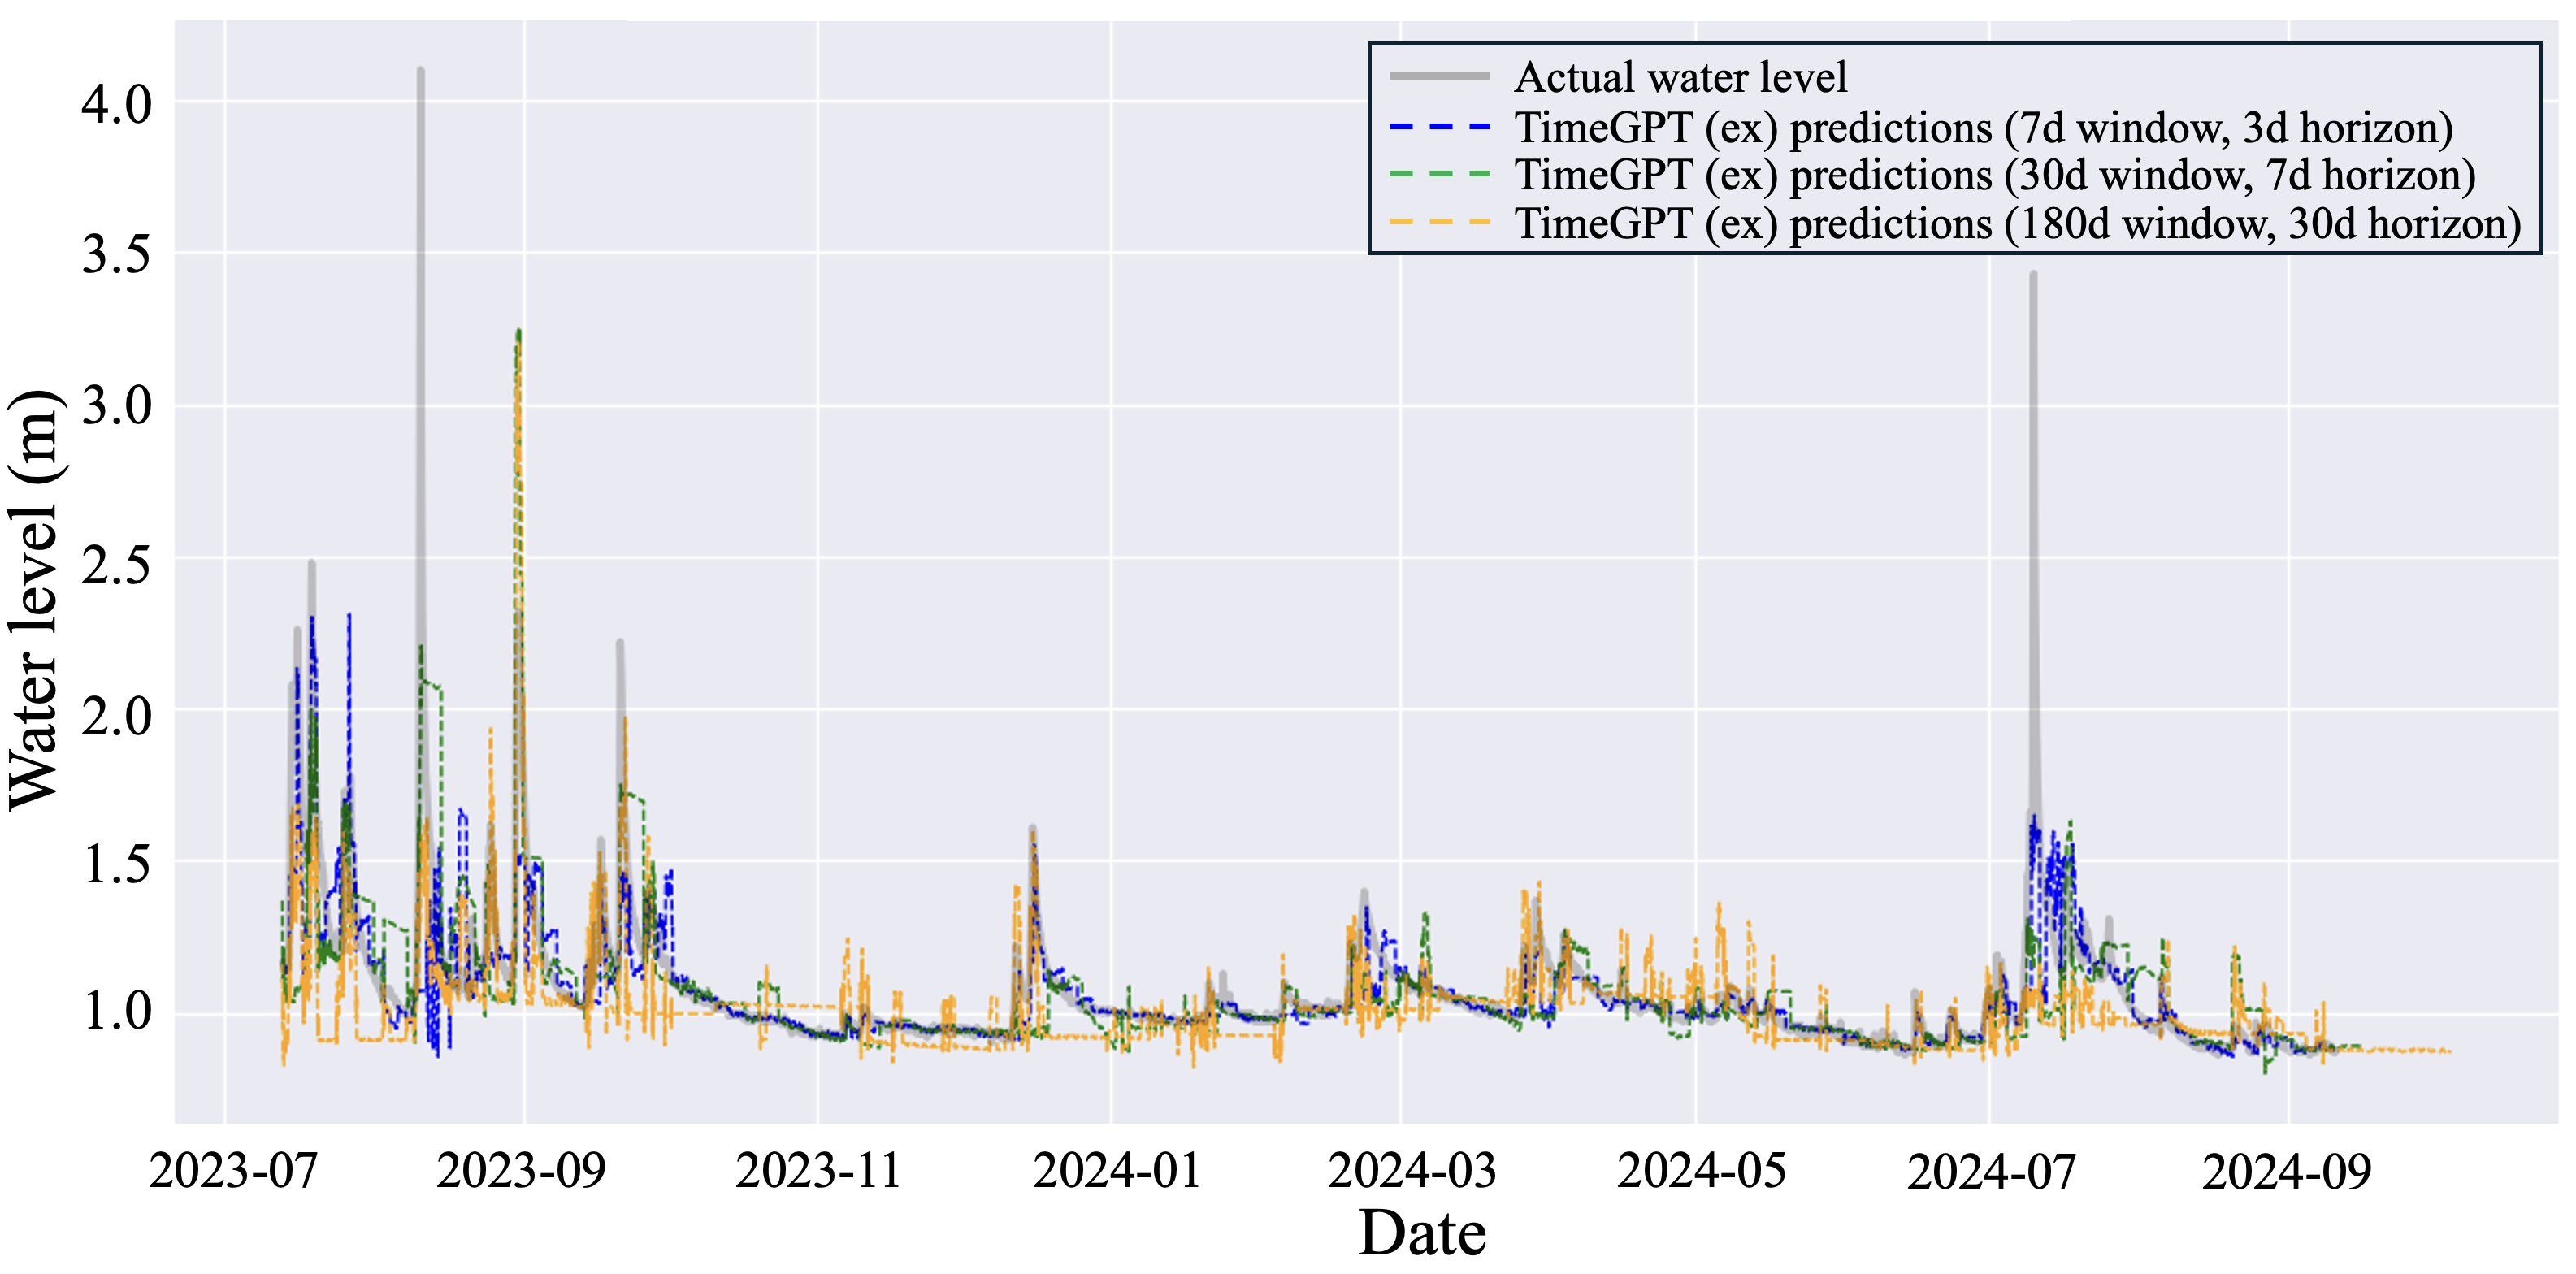 Actual water level
TimeGPT (ex) predictions (7d window, 3d horizon)
TimeGPT (ex) predictions (30d window, 7d horizon)
TimeGPT (ex) predictions (180d window, 30d horizon)
Water level (m)
4.0
3.5
3.0
2.5
2.0
1.5
1.0
2023-07 2023-09 2023-11 2024-01 2024-03 2024-05 2024-07 2024-09
Date